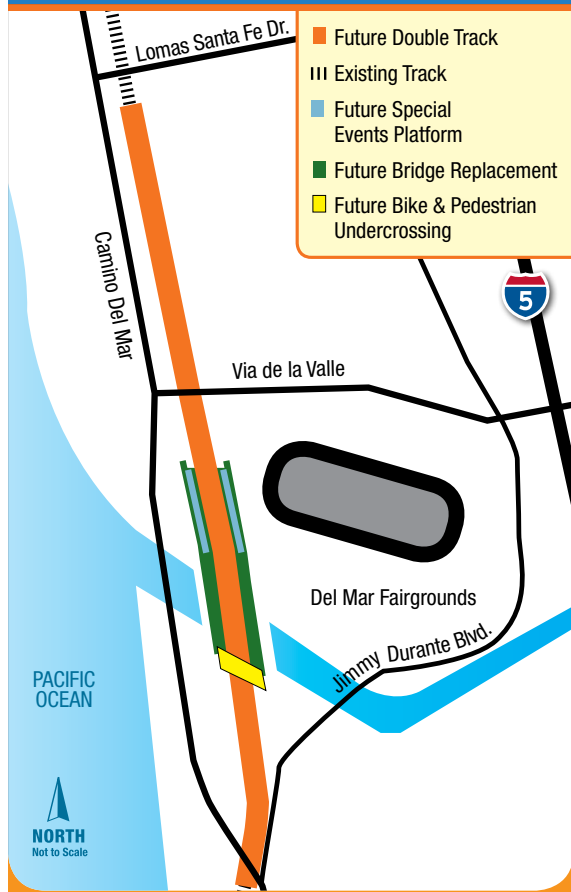 Lomas Santa Fe Dr.
Future Double Track
Existing Track
Future Special
Events Platform
Future Bridge Replacement
Future Bike & Pedestrian
Undercrossing
Camino Del Mar
5
Via de la Valle
Del Mar Fairgrounds
Jimmy Durante Blvd.
PACIFIC
OCEAN
NORTH
Not to Scale